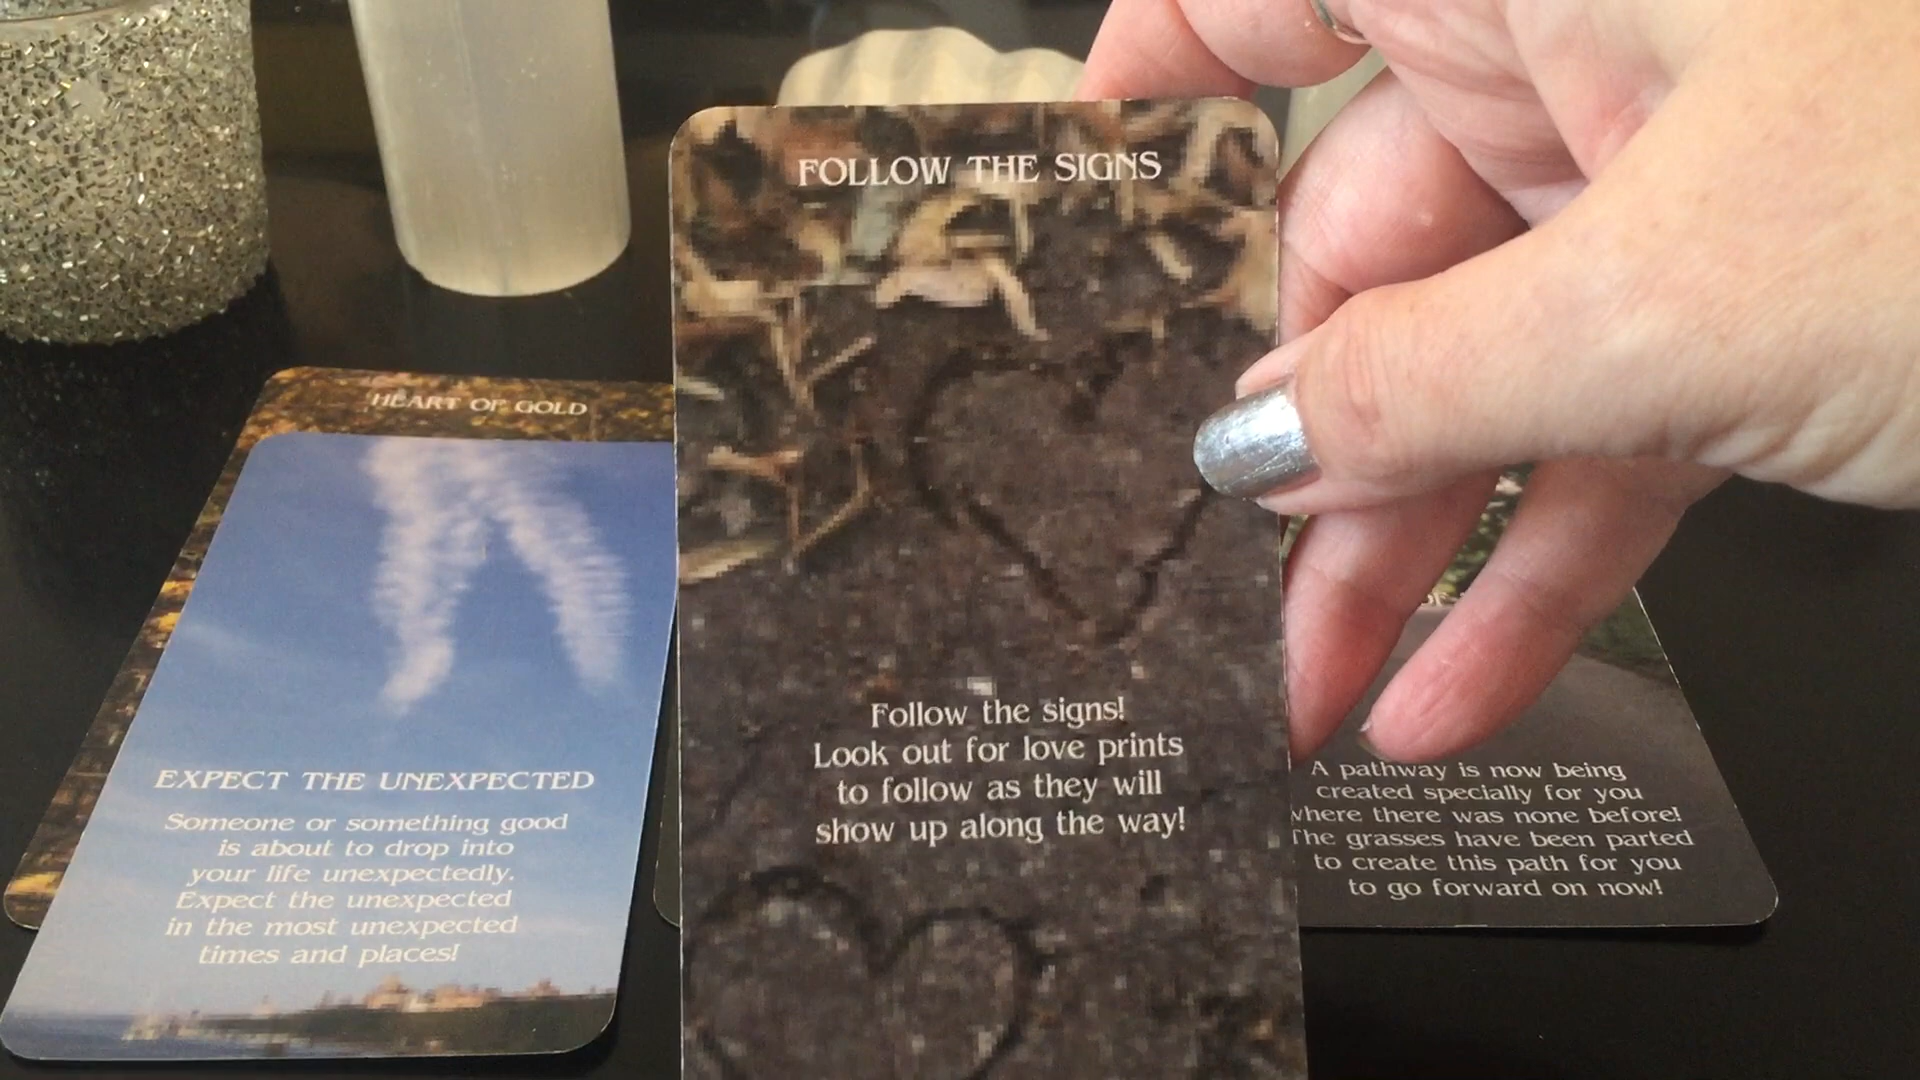 HEART OF GOLD
EXPECT THE UNEXPECTED
Someone or something good
is about to drop into
your life unexpectedly.
Expect the unexpected
in the most unexpected
times and places!
FOLLOW THE SIGNS
Follow the signs!
Look out for love prints
to follow as they will
show up along the way!
A pathway is now being
created specially for you
where there was none before!
The grasses have been parted
to create this path for you
to go forward on now!